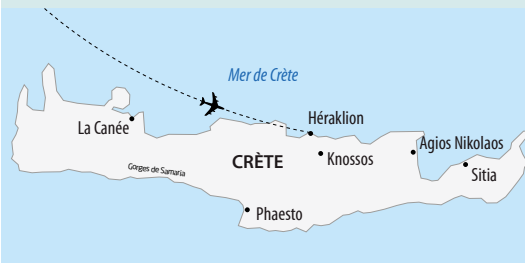 Mer de Crète
Héraklion
La Canée
Agios Nikolaos
CRÈTE
Knossos
Gorges de Samaria
Sitia
Phaesto